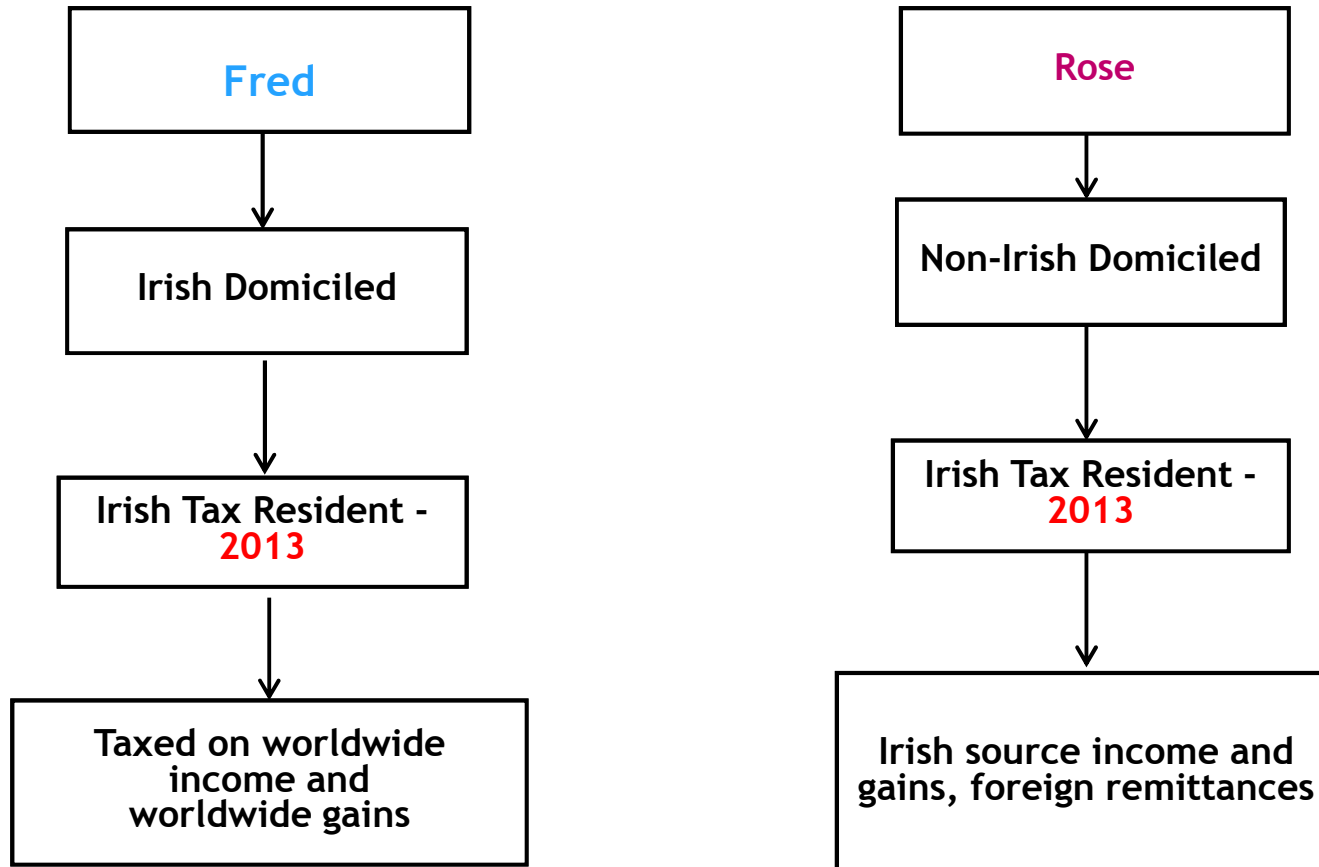 Fred
Irish Domiciled
Irish Tax Resident -
2013
Taxed on worldwide
income and
worldwide gains
Rose
Non-Irish Domiciled
Irish Tax Resident -
2013
Irish source income and
gains, foreign remittances